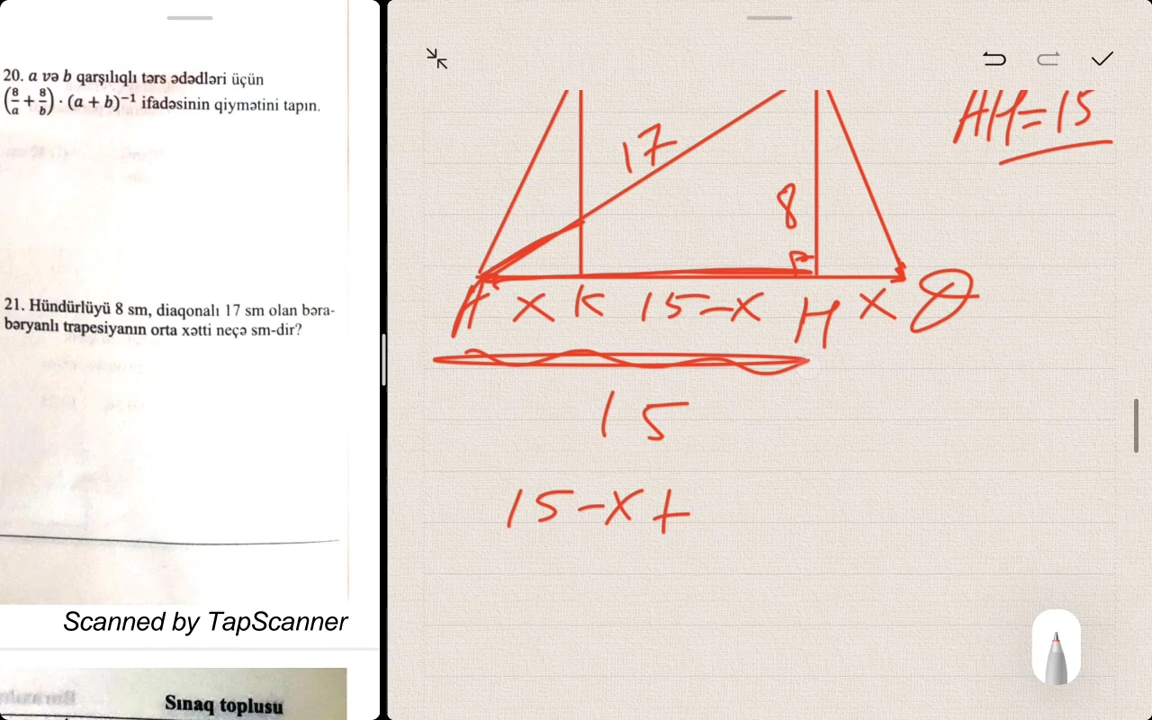 20. a və b qarşılıqlı tərs ədədləri üçün
(8/a + 8/b) · (a + b)⁻¹ ifadəsinin qiymətini tapın.
21. Hündürlüyü 8 sm, diaqonalı 17 sm olan bəra-
bəryanlı trapesiyanın orta xətti neçə sm-dir?
Scanned by TapScanner
Sınaq toplusu
AH=15
17
8
A x K 15-x H x D
15
15-x+